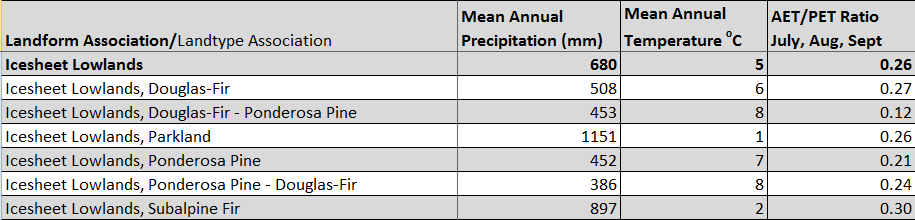 Landform Association/Landtype Association Mean Annual Precipitation (mm) Mean Annual Temperature °C AET/PET Ratio July, Aug, Sept
Icesheet Lowlands 680 5 0.26
Icesheet Lowlands, Douglas-Fir 508 6 0.27
Icesheet Lowlands, Douglas-Fir - Ponderosa Pine 453 8 0.12
Icesheet Lowlands, Parkland 1151 1 0.26
Icesheet Lowlands, Ponderosa Pine 452 7 0.21
Icesheet Lowlands, Ponderosa Pine - Douglas-Fir 386 8 0.24
Icesheet Lowlands, Subalpine Fir 897 2 0.30